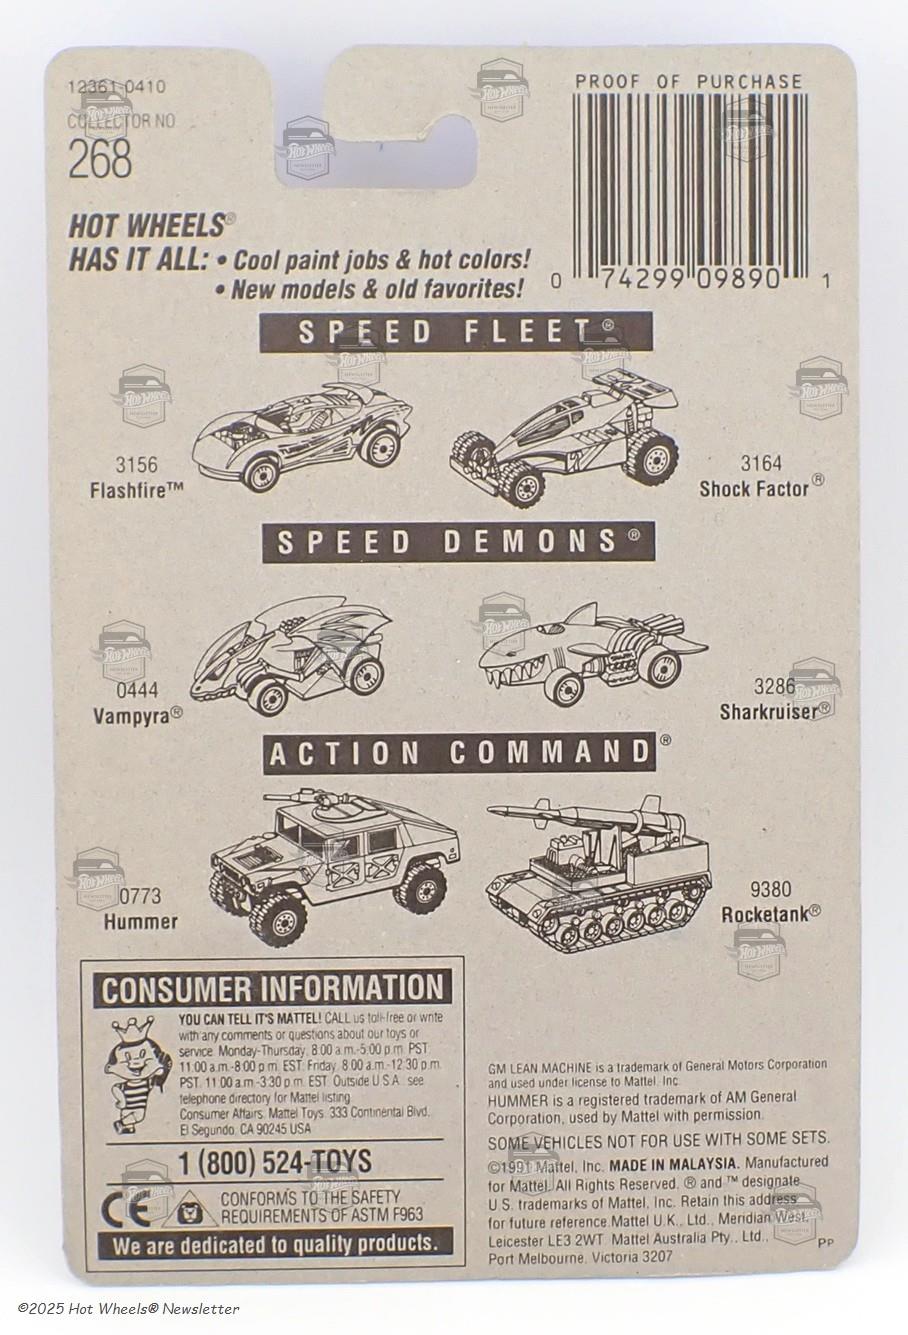 12361-0410
COLLECTOR NO
268
PROOF OF PURCHASE
0 74299 09890 1
HOT WHEELS®
HAS IT ALL: • Cool paint jobs & hot colors!
• New models & old favorites!
SPEED FLEET®
3156
Flashfire™
3164
Shock Factor®
SPEED DEMONS®
0444
Vampyra®
3286
Sharkruiser®
ACTION COMMAND®
0773
Hummer
9380
Rocketank®
CONSUMER INFORMATION
YOU CAN TELL IT'S MATTEL! CALL us toll-free or write
with any comments or questions about our toys or
service. Monday-Thursday, 8:00 a.m.-5:00 p.m. PST.
11:00 a.m.-8:00 p.m. EST. Friday, 8:00 a.m.-12:30 p.m.
PST. 11:00 a.m.-3:30 p.m. EST. Outside U.S.A. see
telephone directory for Mattel listing.
Consumer Affairs, Mattel Toys, 333 Continental Blvd.,
El Segundo, CA 90245 USA
1 (800) 524-TOYS
CE
CONFORMS TO THE SAFETY
REQUIREMENTS OF ASTM F963
We are dedicated to quality products.
GM LEAN MACHINE is a trademark of General Motors Corporation
and used under license to Mattel, Inc.
HUMMER is a registered trademark of AM General
Corporation, used by Mattel with permission.
SOME VEHICLES NOT FOR USE WITH SOME SETS.
©1991 Mattel, Inc. MADE IN MALAYSIA. Manufactured
for Mattel. All Rights Reserved. ® and ™ designate
U.S. trademarks of Mattel, Inc. Retain this address
for future reference. Mattel U.K., Ltd., Meridian West,
Leicester LE3 2WT. Mattel Australia Pty., Ltd.,
Port Melbourne, Victoria 3207
PP
©2025 Hot Wheels® Newsletter